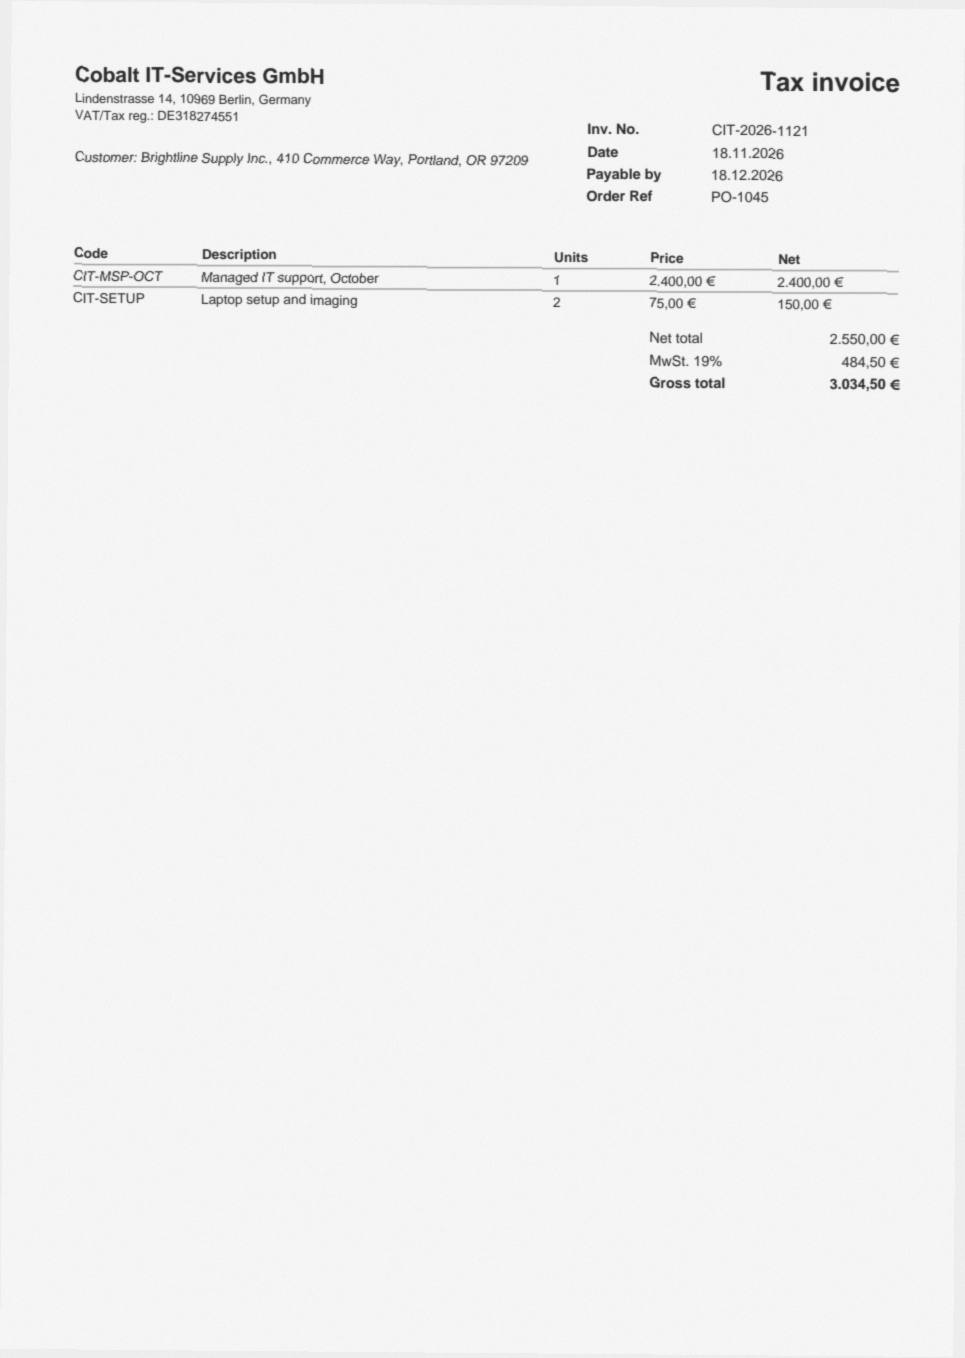 Cobalt IT-Services GmbH
Lindenstrasse 14, 10969 Berlin, Germany
VAT/Tax reg.: DE318274551
Customer: Brightline Supply Inc., 410 Commerce Way, Portland, OR 97209
Tax invoice
Inv. No. CIT-2026-1121
Date 18.11.2026
Payable by 18.12.2026
Order Ref PO-1045
Code Description Units Price Net
CIT-MSP-OCT Managed IT support, October 1 2.400,00 € 2.400,00 €
CIT-SETUP Laptop setup and imaging 2 75,00 € 150,00 €
Net total 2.550,00 €
MwSt. 19% 484,50 €
Gross total 3.034,50 €